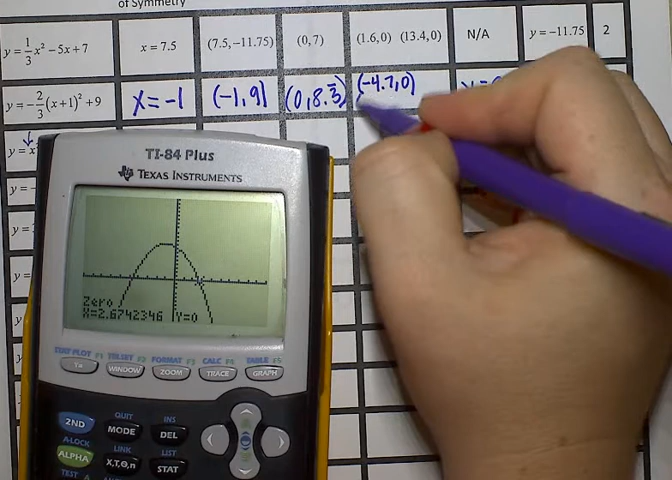 of Symmetry
y = 1/3 x² − 5x + 7 x = 7.5 (7.5, −11.75) (0, 7) (1.6, 0) (13.4, 0) N/A y = −11.75 2
y = −2/3 (x + 1)² + 9 x = −1 (−1, 9) (0, 8.3̅) (−4.7, 0)
y = x
TI-84 Plus
TEXAS INSTRUMENTS
Zero
X=2.6742346 Y=0
STAT PLOT F1 TBLSET F2 FORMAT F3 CALC F4 TABLE F5
Y= WINDOW ZOOM TRACE GRAPH
QUIT INS
2ND MODE DEL
A-LOCK LINK LIST
ALPHA X,T,Θ,n STAT
TEST A